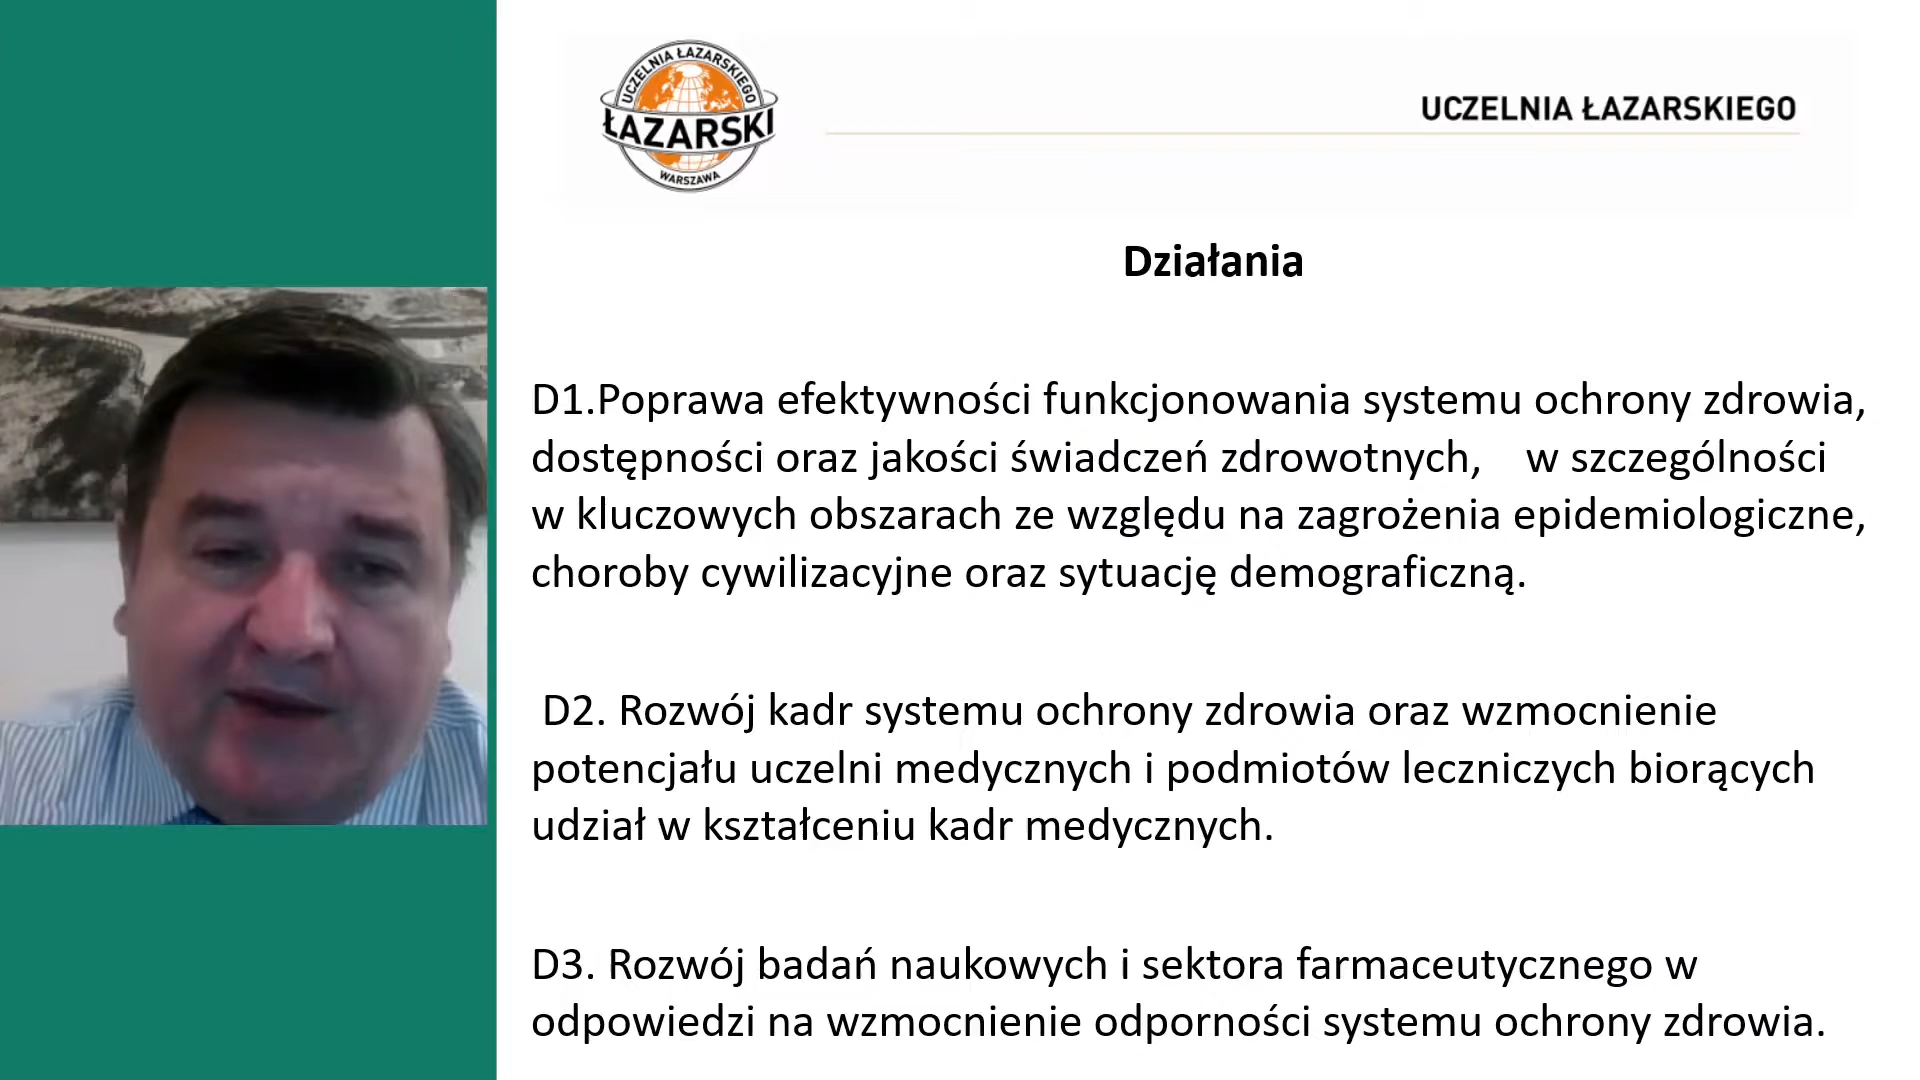 UCZELNIA ŁAZARSKIEGO
ŁAZARSKI
WARSZAWA
UCZELNIA ŁAZARSKIEGO
Działania
D1.Poprawa efektywności funkcjonowania systemu ochrony zdrowia,
dostępności oraz jakości świadczeń zdrowotnych, w szczególności
w kluczowych obszarach ze względu na zagrożenia epidemiologiczne,
choroby cywilizacyjne oraz sytuację demograficzną.
D2. Rozwój kadr systemu ochrony zdrowia oraz wzmocnienie
potencjału uczelni medycznych i podmiotów leczniczych biorących
udział w kształceniu kadr medycznych.
D3. Rozwój badań naukowych i sektora farmaceutycznego w
odpowiedzi na wzmocnienie odporności systemu ochrony zdrowia.